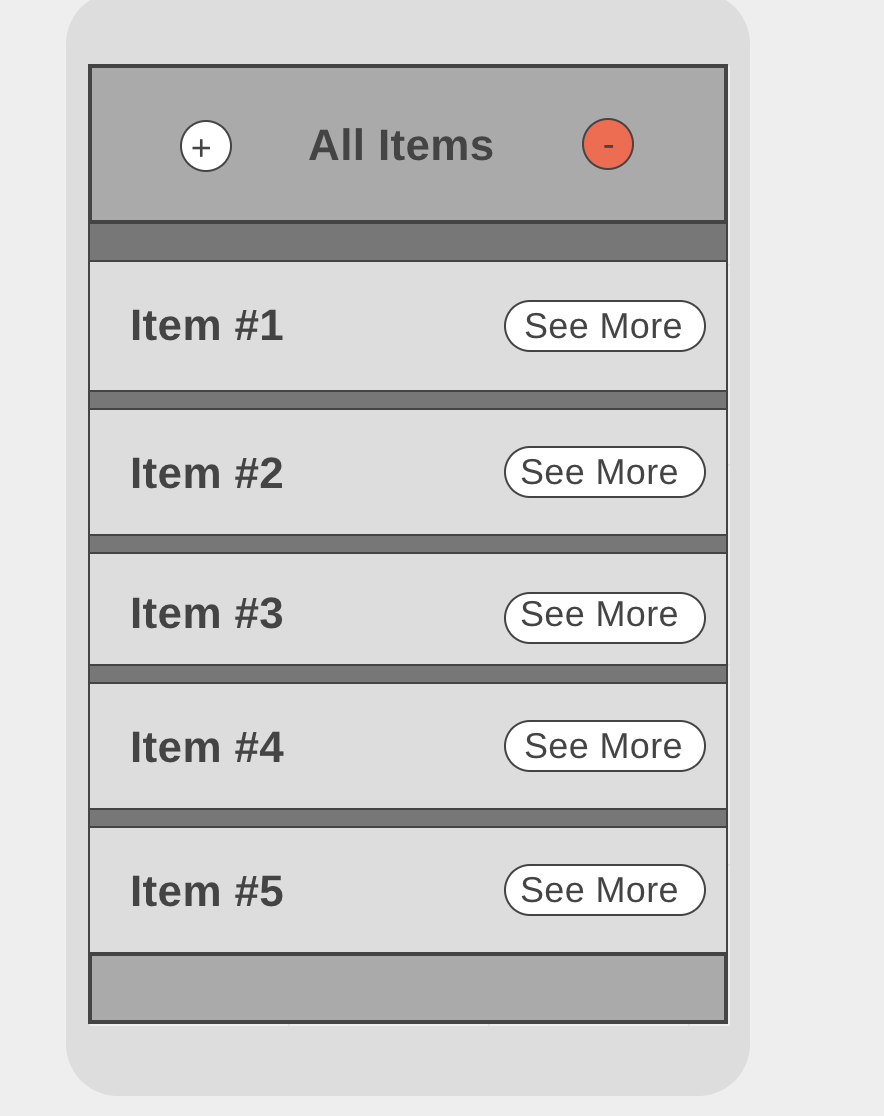 + All Items -
Item #1 See More
Item #2 See More
Item #3 See More
Item #4 See More
Item #5 See More